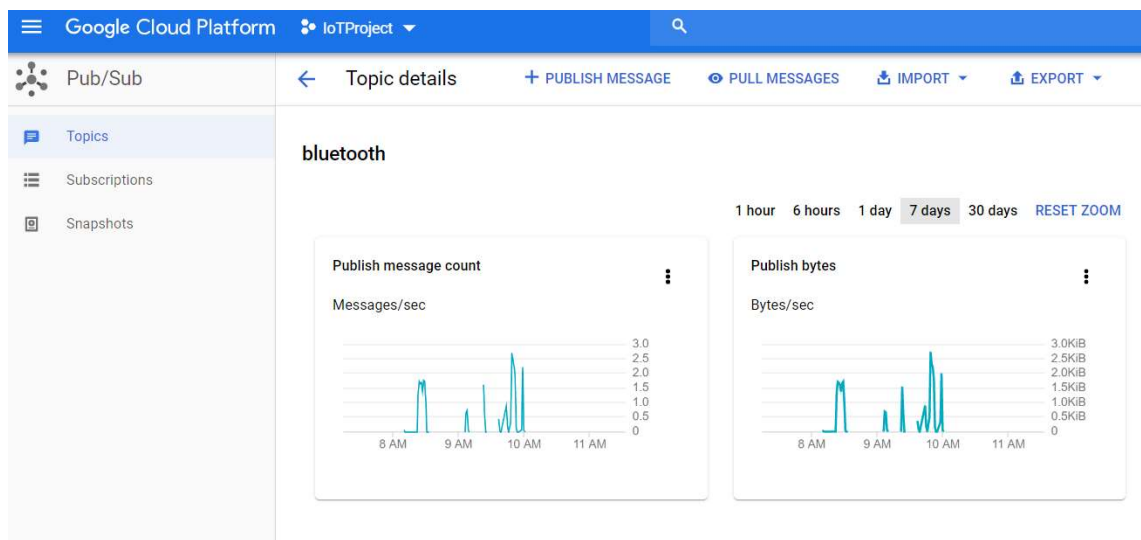 Google Cloud Platform IoTProject
Pub/Sub
Topic details PUBLISH MESSAGE PULL MESSAGES IMPORT EXPORT
Topics
Subscriptions
Snapshots
bluetooth
1 hour 6 hours 1 day 7 days 30 days RESET ZOOM
Publish message count
Messages/sec
3.0
2.5
2.0
1.5
1.0
0.5
0
8 AM 9 AM 10 AM 11 AM
Publish bytes
Bytes/sec
3.0KiB
2.5KiB
2.0KiB
1.5KiB
1.0KiB
0.5KiB
0
8 AM 9 AM 10 AM 11 AM